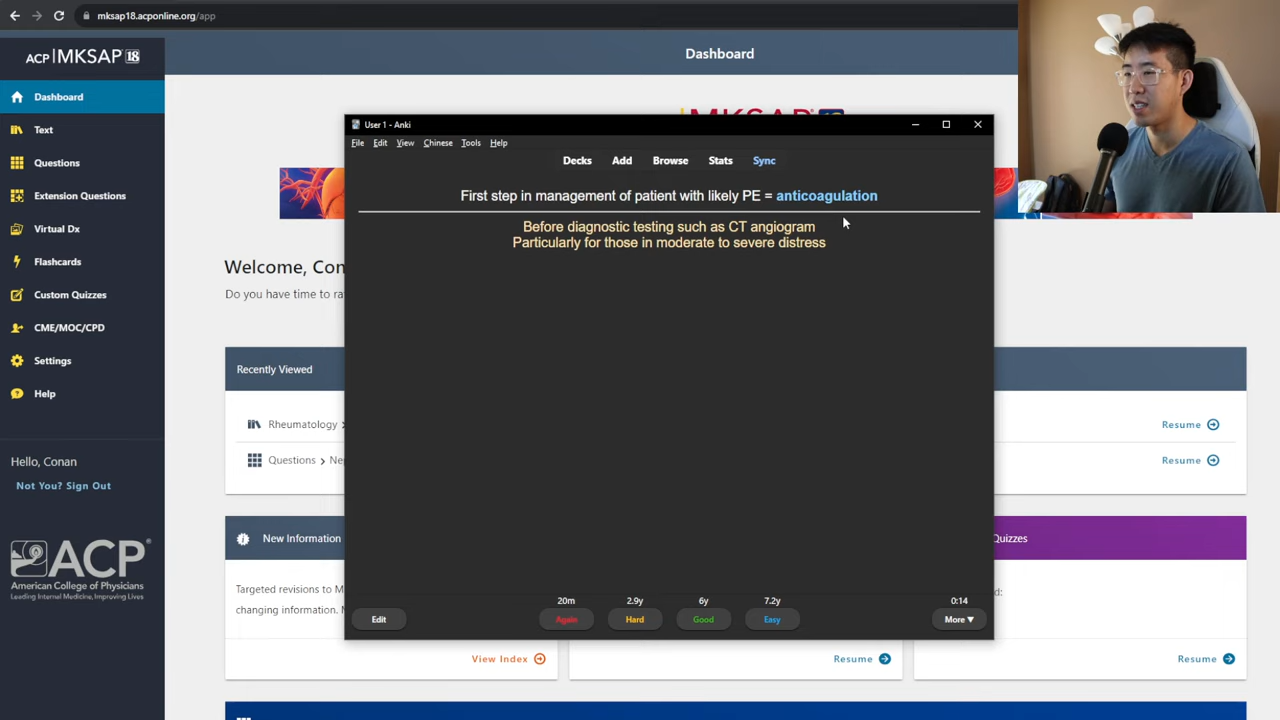 mksap18.acponline.org/app
ACP MKSAP 18
Dashboard
Dashboard
Text
Questions
Extension Questions
Virtual Dx
Flashcards
Custom Quizzes
CME/MOC/CPD
Settings
Help
Hello, Conan
Not You? Sign Out
ACP
American College of Physicians
Leading Internal Medicine, Improving Lives
User 1 - Anki
File Edit View Chinese Tools Help
Decks Add Browse Stats Sync
First step in management of patient with likely PE = anticoagulation
Before diagnostic testing such as CT angiogram
Particularly for those in moderate to severe distress
20m 2.9y 6y 7.2y 0:14
Edit Again Hard Good Easy More ▼
Welcome, Con
Do you have time to ra
Recently Viewed
Rheumatology >
Resume
Questions > Ne
Resume
New Information
Quizzes
Targeted revisions to M
changing information.
View Index
Resume
Resume